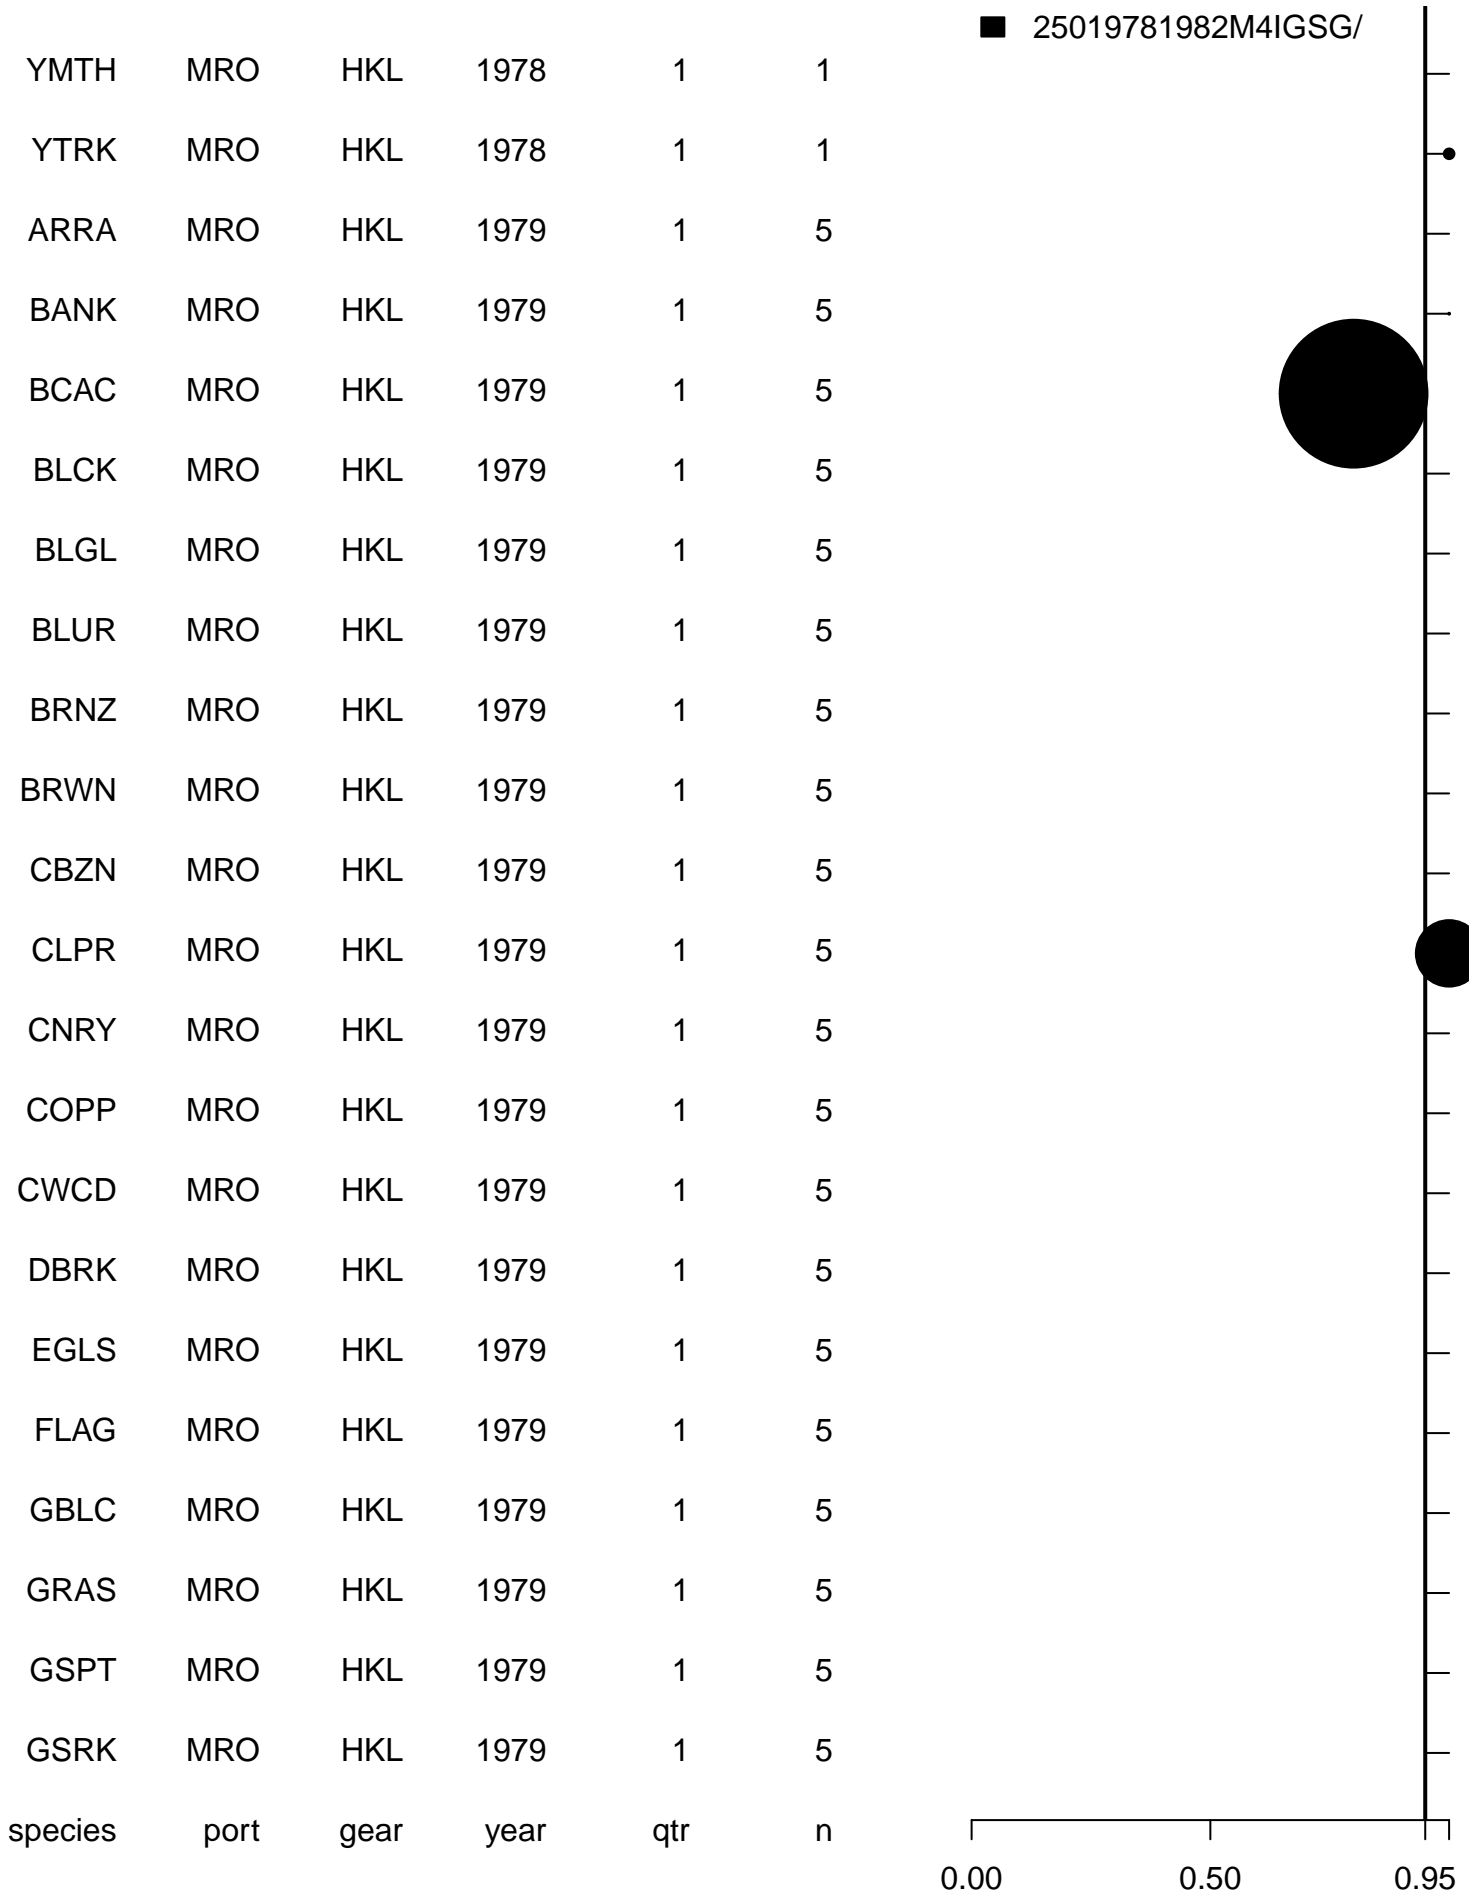 25019781982M4IGSG/
YMTH MRO HKL 1978 1 1
YTRK MRO HKL 1978 1 1
ARRA MRO HKL 1979 1 5
BANK MRO HKL 1979 1 5
BCAC MRO HKL 1979 1 5
BLCK MRO HKL 1979 1 5
BLGL MRO HKL 1979 1 5
BLUR MRO HKL 1979 1 5
BRNZ MRO HKL 1979 1 5
BRWN MRO HKL 1979 1 5
CBZN MRO HKL 1979 1 5
CLPR MRO HKL 1979 1 5
CNRY MRO HKL 1979 1 5
COPP MRO HKL 1979 1 5
CWCD MRO HKL 1979 1 5
DBRK MRO HKL 1979 1 5
EGLS MRO HKL 1979 1 5
FLAG MRO HKL 1979 1 5
GBLC MRO HKL 1979 1 5
GRAS MRO HKL 1979 1 5
GSPT MRO HKL 1979 1 5
GSRK MRO HKL 1979 1 5
species port gear year qtr n
0.00 0.50 0.95